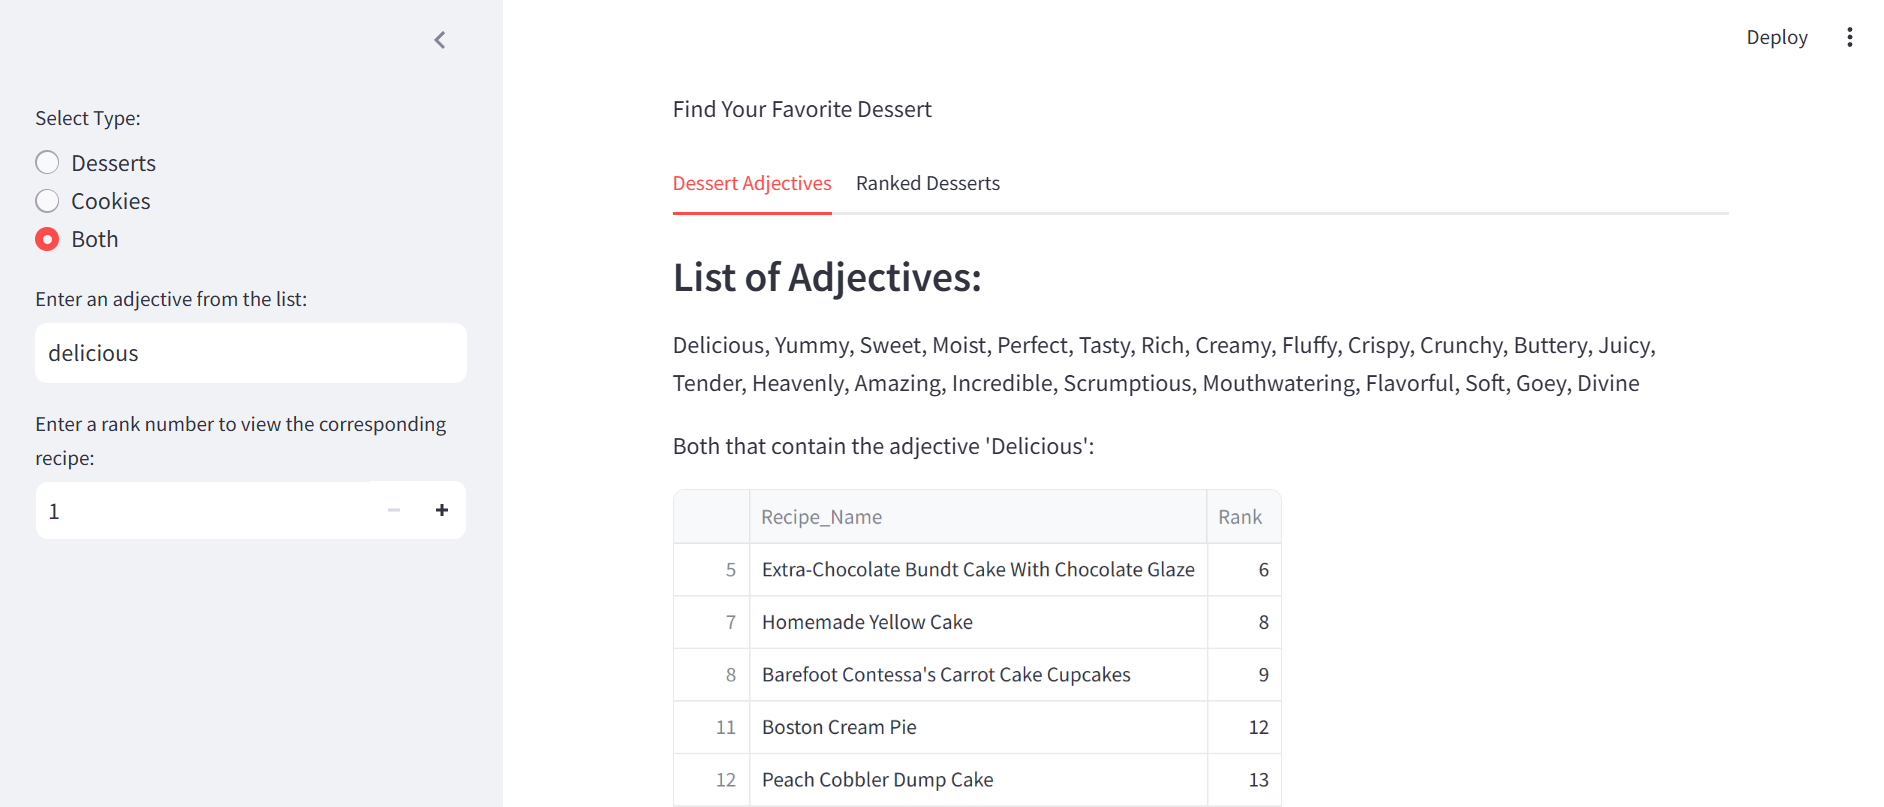 Select Type:
Desserts
Cookies
Both
Enter an adjective from the list:
delicious
Enter a rank number to view the corresponding
recipe:
1
Deploy
Find Your Favorite Dessert
Dessert Adjectives Ranked Desserts
List of Adjectives:
Delicious, Yummy, Sweet, Moist, Perfect, Tasty, Rich, Creamy, Fluffy, Crispy, Crunchy, Buttery, Juicy,
Tender, Heavenly, Amazing, Incredible, Scrumptious, Mouthwatering, Flavorful, Soft, Goey, Divine
Both that contain the adjective 'Delicious':
Recipe_Name Rank
5 Extra-Chocolate Bundt Cake With Chocolate Glaze 6
7 Homemade Yellow Cake 8
8 Barefoot Contessa's Carrot Cake Cupcakes 9
11 Boston Cream Pie 12
12 Peach Cobbler Dump Cake 13